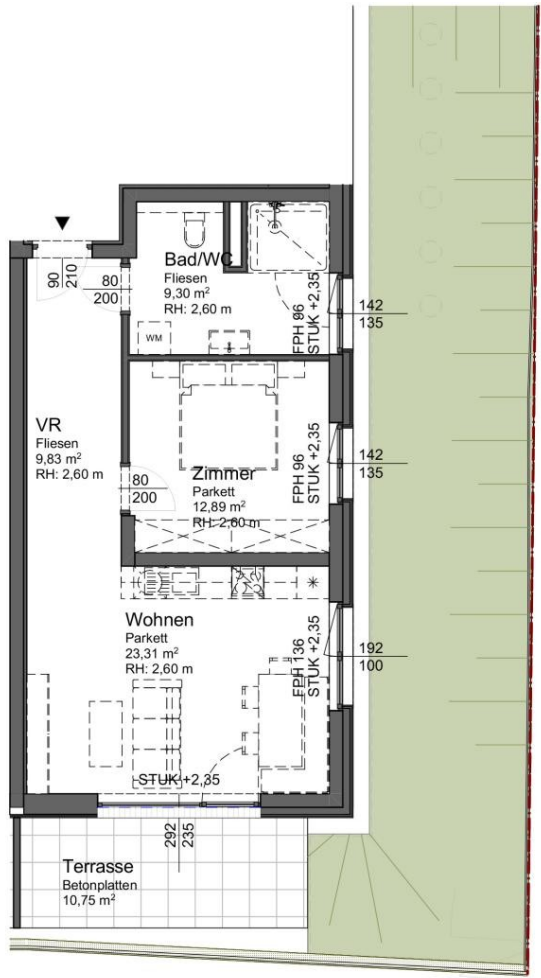 Bad/WC
Fliesen
9,30 m²
RH: 2,60 m
90
210
80
200
WM
FPH 96
STUK +2,35
142
135
VR
Fliesen
9,83 m²
RH: 2,60 m
80
200
Zimmer
Parkett
12,89 m²
RH: 2,60 m
FPH 96
STUK +2,35
142
135
Wohnen
Parkett
23,31 m²
RH: 2,60 m
FPH 136
STUK +2,35
192
100
STUK +2,35
292
235
Terrasse
Betonplatten
10,75 m²